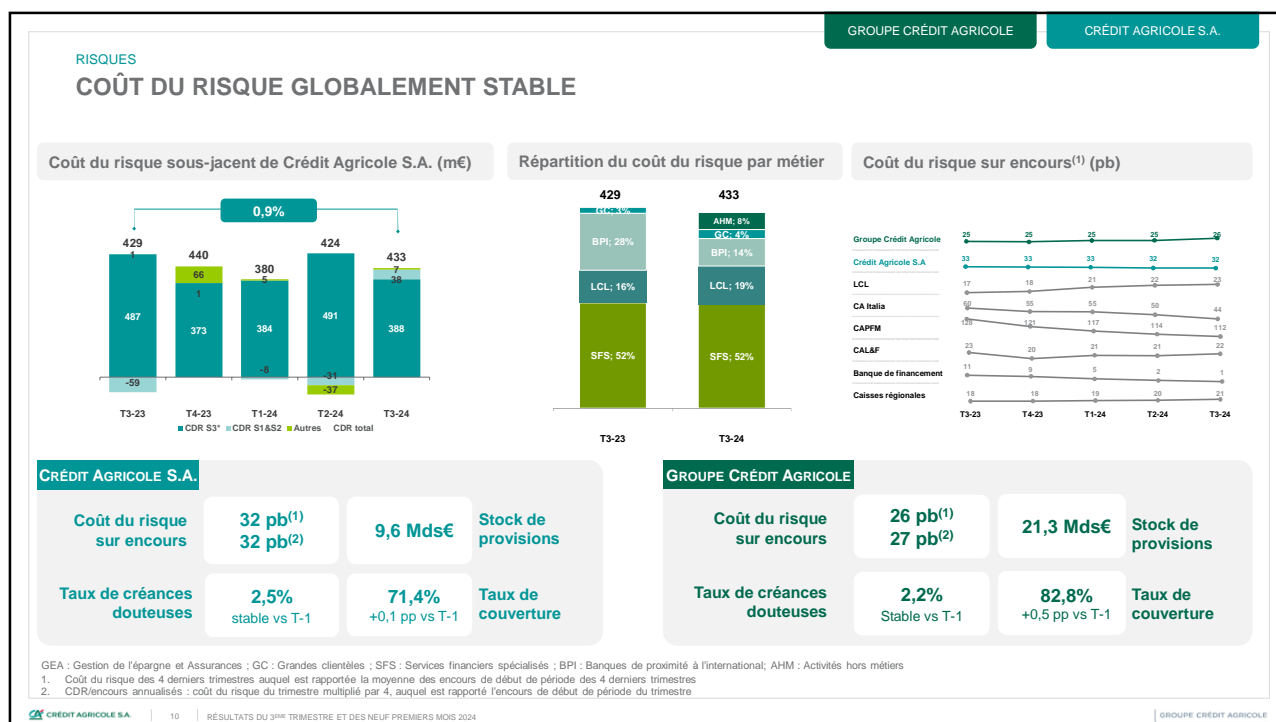 GROUPE CRÉDIT AGRICOLE
CRÉDIT AGRICOLE S.A.
RISQUES
COÛT DU RISQUE GLOBALEMENT STABLE
Coût du risque sous-jacent de Crédit Agricole S.A. (m€)
0,9%
429
440
380
424
433
1
66
1
5
7
38
487
373
384
491
388
-59
-8
-31
-37
T3-23
T4-23
T1-24
T2-24
T3-24
CDR S3*
CDR S1&S2
Autres
CDR total
Répartition du coût du risque par métier
429
433
GC; 3%
BPI; 28%
LCL; 16%
SFS; 52%
AHM; 8%
GC; 4%
BPI; 14%
LCL; 19%
SFS; 52%
T3-23
T3-24
Coût du risque sur encours(1) (pb)
Groupe Crédit Agricole 25 25 25 25 26
Crédit Agricole S.A 33 33 33 32 32
LCL 17 18 21 22 23
CA Italia 60 55 55 50 44
CAPFM 128 121 117 114 112
CAL&F 23 20 21 21 22
Banque de financement 11 9 5 2 1
Caisses régionales 18 18 19 20 21
T3-23 T4-23 T1-24 T2-24 T3-24
CRÉDIT AGRICOLE S.A.
Coût du risque
sur encours
32 pb(1)
32 pb(2)
9,6 Mds€
Stock de
provisions
Taux de créances
douteuses
2,5%
stable vs T-1
71,4%
+0,1 pp vs T-1
Taux de
couverture
GROUPE CRÉDIT AGRICOLE
Coût du risque
sur encours
26 pb(1)
27 pb(2)
21,3 Mds€
Stock de
provisions
Taux de créances
douteuses
2,2%
Stable vs T-1
82,8%
+0,5 pp vs T-1
Taux de
couverture
GEA : Gestion de l'épargne et Assurances ; GC : Grandes clientèles ; SFS : Services financiers spécialisés ; BPI : Banques de proximité à l'international; AHM : Activités hors métiers
1. Coût du risque des 4 derniers trimestres auquel est rapportée la moyenne des encours de début de période des 4 derniers trimestres
2. CDR/encours annualisés : coût du risque du trimestre multiplié par 4, auquel est rapporté l'encours de début de période du trimestre
CRÉDIT AGRICOLE S.A.
10
RÉSULTATS DU 3ÈME TRIMESTRE ET DES NEUF PREMIERS MOIS 2024
GROUPE CRÉDIT AGRICOLE